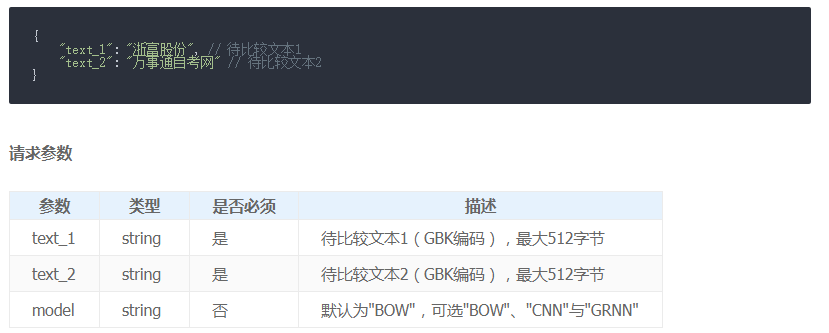 {
"text_1": "浙富股份", // 待比较文本1
"text_2": "万事通自考网" // 待比较文本2
}
请求参数
参数 类型 是否必须 描述
text_1 string 是 待比较文本1（GBK编码），最大512字节
text_2 string 是 待比较文本2（GBK编码），最大512字节
model string 否 默认为"BOW"，可选"BOW"、"CNN"与"GRNN"